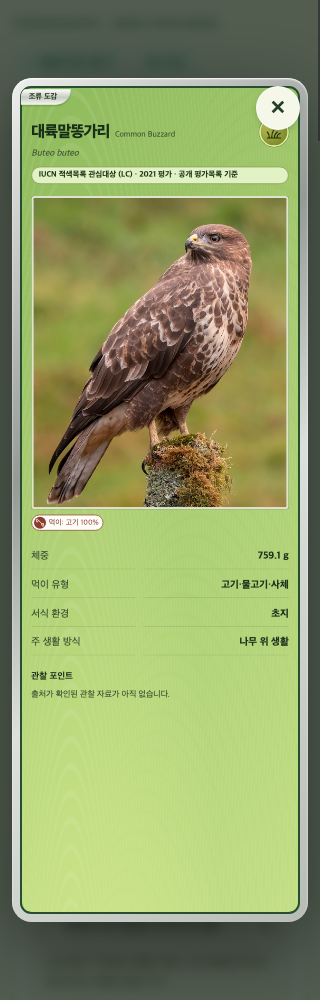 조류 도감
대륙말똥가리 Common Buzzard
Buteo buteo
IUCN 적색목록 관심대상 (LC) · 2021 평가 · 공개 평가목록 기준
먹이: 고기 100%
체중 759.1 g
먹이 유형 고기·물고기·사체
서식 환경 초지
주 생활 방식 나무 위 생활
관찰 포인트
출처가 확인된 관찰 자료가 아직 없습니다.